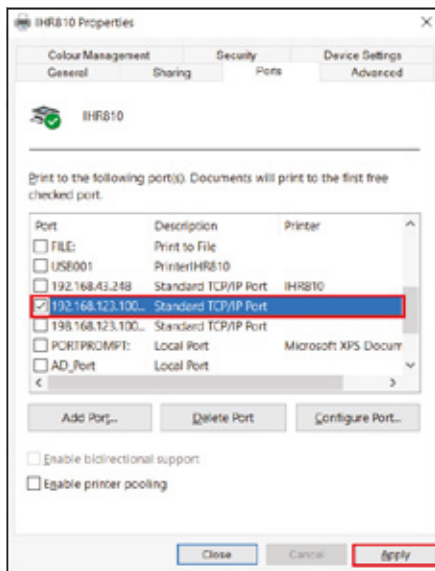 IHR810 Properties
Colour Management Security Device Settings
General Sharing Ports Advanced
IHR810
Print to the following port(s). Documents will print to the first free
checked port.
Port Description Printer
FILE: Print to File
USB001 PrinterIHR810
192.168.43.248 Standard TCP/IP Port IHR810
192.168.123.100... Standard TCP/IP Port
198.168.123.100... Standard TCP/IP Port
PORTPROMPT: Local Port Microsoft XPS Docum
AD_Port Local Port
Add Port... Delete Port Configure Port...
Enable bidirectional support
Enable printer pooling
Close Cancel Apply